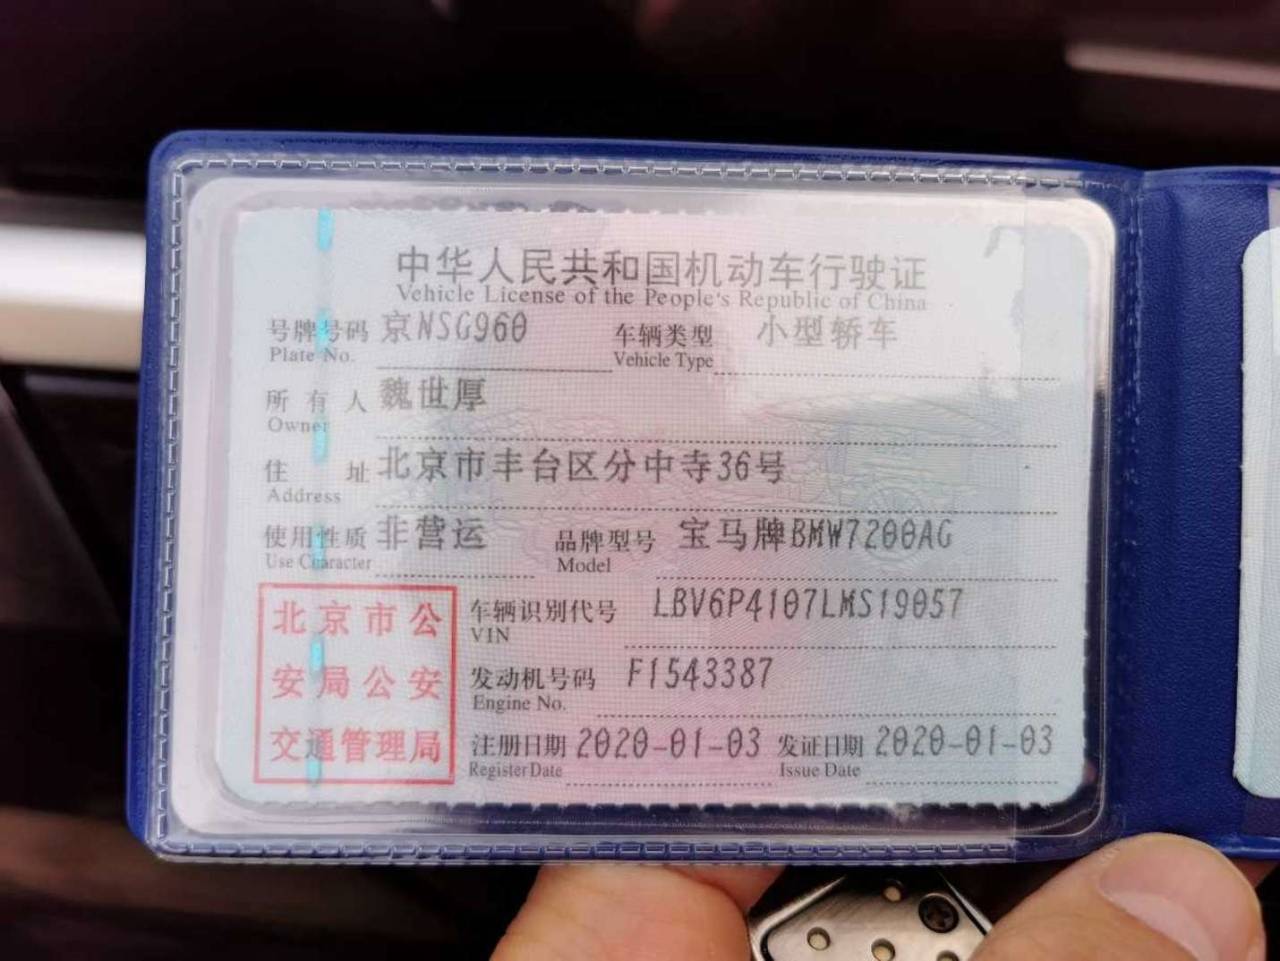 中华人民共和国机动车行驶证
Vehicle License of the People's Republic of China
号牌号码 京NSG960 车辆类型 小型轿车
Plate No. Vehicle Type
所有人 魏世厚
Owner
住址 北京市丰台区分中寺36号
Address
使用性质 非营运 品牌型号 宝马牌BMW7200AG
Use Character Model
北京市公
安局公安
交通管理局
车辆识别代号 LBV6P4107LMS19057
VIN
发动机号码 F1543387
Engine No.
注册日期 2020-01-03 发证日期 2020-01-03
Register Date Issue Date